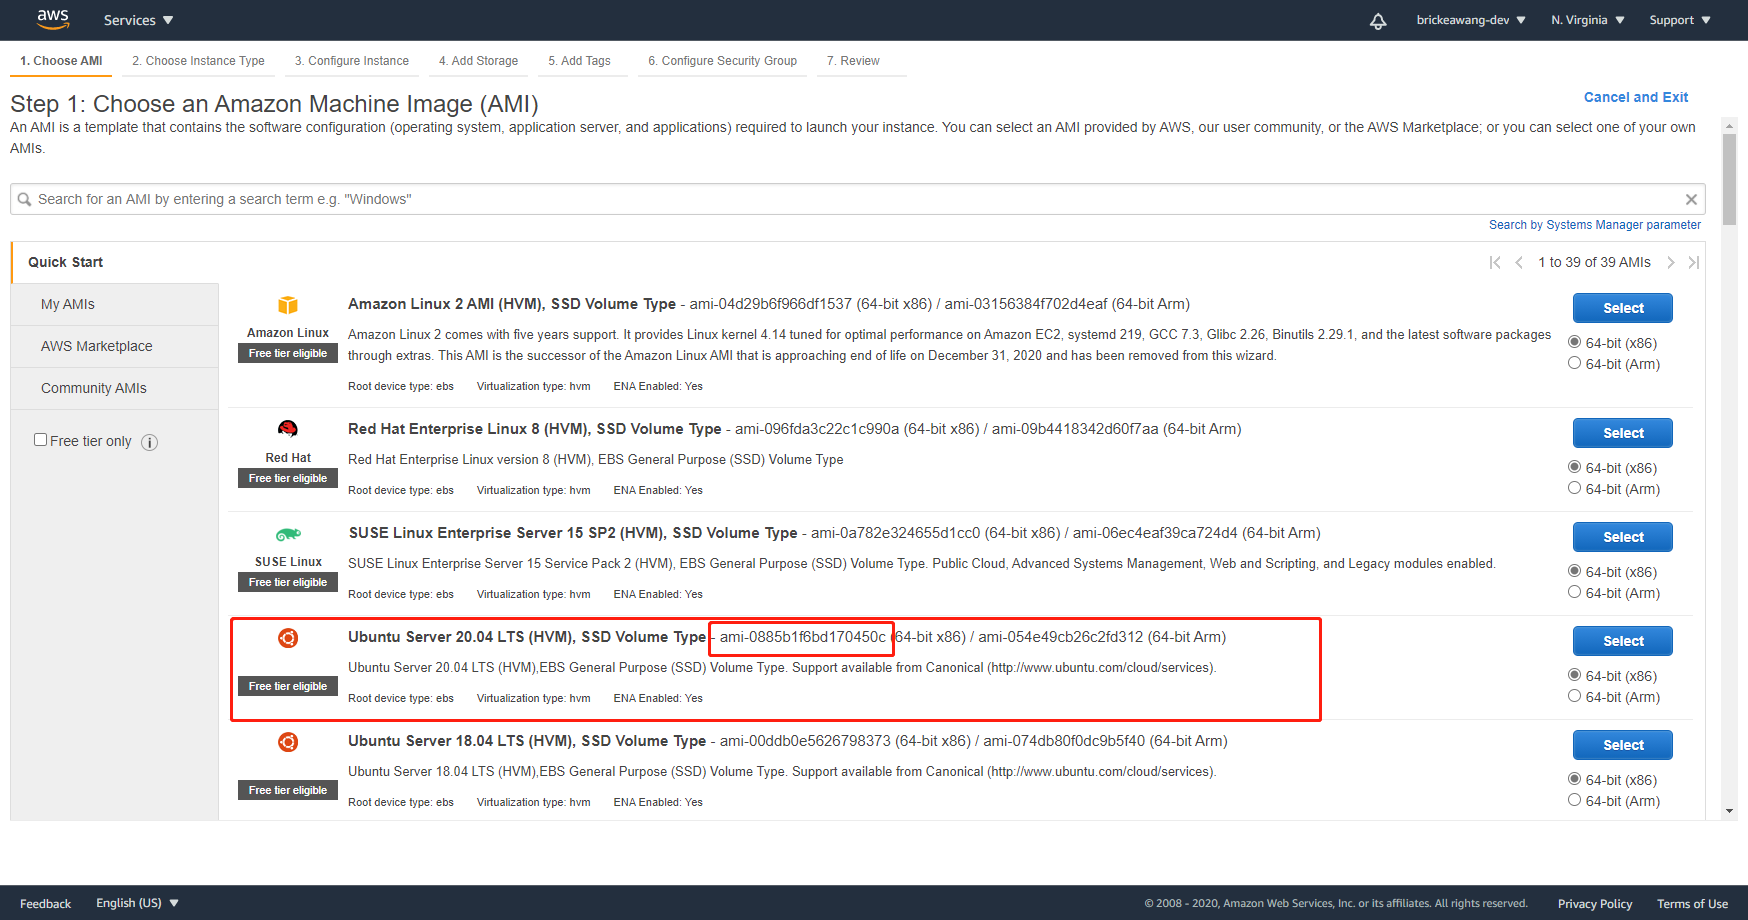 aws
Services
brickeawang-dev
N. Virginia
Support
1. Choose AMI
2. Choose Instance Type
3. Configure Instance
4. Add Storage
5. Add Tags
6. Configure Security Group
7. Review
Step 1: Choose an Amazon Machine Image (AMI)
Cancel and Exit
An AMI is a template that contains the software configuration (operating system, application server, and applications) required to launch your instance. You can select an AMI provided by AWS, our user community, or the AWS Marketplace; or you can select one of your own
AMIs.
Search for an AMI by entering a search term e.g. "Windows"
Search by Systems Manager parameter
Quick Start
1 to 39 of 39 AMIs
My AMIs
AWS Marketplace
Community AMIs
Free tier only
Amazon Linux
Free tier eligible
Amazon Linux 2 AMI (HVM), SSD Volume Type - ami-04d29b6f966df1537 (64-bit x86) / ami-03156384f702d4eaf (64-bit Arm)
Amazon Linux 2 comes with five years support. It provides Linux kernel 4.14 tuned for optimal performance on Amazon EC2, systemd 219, GCC 7.3, Glibc 2.26, Binutils 2.29.1, and the latest software packages
through extras. This AMI is the successor of the Amazon Linux AMI that is approaching end of life on December 31, 2020 and has been removed from this wizard.
Root device type: ebs Virtualization type: hvm ENA Enabled: Yes
Select
64-bit (x86)
64-bit (Arm)
Red Hat
Free tier eligible
Red Hat Enterprise Linux 8 (HVM), SSD Volume Type - ami-096fda3c22c1c990a (64-bit x86) / ami-09b4418342d60f7aa (64-bit Arm)
Red Hat Enterprise Linux version 8 (HVM), EBS General Purpose (SSD) Volume Type
Root device type: ebs Virtualization type: hvm ENA Enabled: Yes
Select
64-bit (x86)
64-bit (Arm)
SUSE Linux
Free tier eligible
SUSE Linux Enterprise Server 15 SP2 (HVM), SSD Volume Type - ami-0a782e324655d1cc0 (64-bit x86) / ami-06ec4eaf39ca724d4 (64-bit Arm)
SUSE Linux Enterprise Server 15 Service Pack 2 (HVM), EBS General Purpose (SSD) Volume Type. Public Cloud, Advanced Systems Management, Web and Scripting, and Legacy modules enabled.
Root device type: ebs Virtualization type: hvm ENA Enabled: Yes
Select
64-bit (x86)
64-bit (Arm)
Free tier eligible
Ubuntu Server 20.04 LTS (HVM), SSD Volume Type - ami-0885b1f6bd170450c (64-bit x86) / ami-054e49cb26c2fd312 (64-bit Arm)
Ubuntu Server 20.04 LTS (HVM),EBS General Purpose (SSD) Volume Type. Support available from Canonical (http://www.ubuntu.com/cloud/services).
Root device type: ebs Virtualization type: hvm ENA Enabled: Yes
Select
64-bit (x86)
64-bit (Arm)
Free tier eligible
Ubuntu Server 18.04 LTS (HVM), SSD Volume Type - ami-00ddb0e5626798373 (64-bit x86) / ami-074db80f0dc9b5f40 (64-bit Arm)
Ubuntu Server 18.04 LTS (HVM),EBS General Purpose (SSD) Volume Type. Support available from Canonical (http://www.ubuntu.com/cloud/services).
Root device type: ebs Virtualization type: hvm ENA Enabled: Yes
Select
64-bit (x86)
64-bit (Arm)
Feedback
English (US)
© 2008 - 2020, Amazon Web Services, Inc. or its affiliates. All rights reserved.
Privacy Policy
Terms of Use